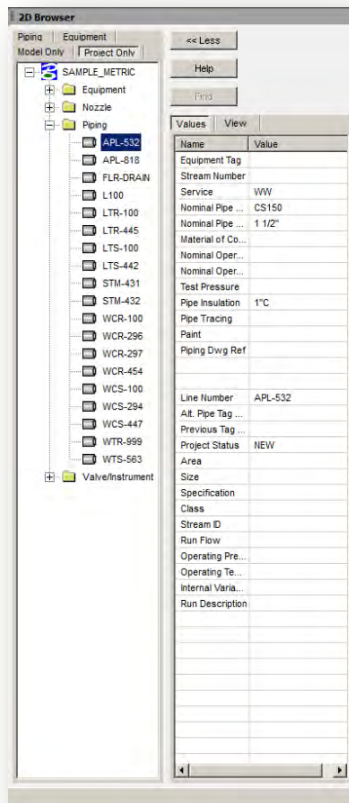 2D Browser
Piping Equipment
Model Only Project Only
<< Less
Help
Find
SAMPLE_METRIC
Equipment
Nozzle
Piping
APL-532
APL-818
FLR-DRAIN
L100
LTR-100
LTR-445
LTS-100
LTS-442
STM-431
STM-432
WCR-100
WCR-296
WCR-297
WCR-454
WCS-100
WCS-294
WCS-447
WTR-999
WTS-563
Valve/Instrument
Values View
Name Value
Equipment Tag
Stream Number
Service WW
Nominal Pipe ... CS150
Nominal Pipe ... 1 1/2"
Material of Co...
Nominal Oper...
Nominal Oper...
Test Pressure
Pipe Insulation 1"C
Pipe Tracing
Paint
Piping Dwg Ref
Line Number APL-532
Alt. Pipe Tag ...
Previous Tag ...
Project Status NEW
Area
Size
Specification
Class
Stream ID
Run Flow
Operating Pre...
Operating Te...
Internal Varia...
Run Description